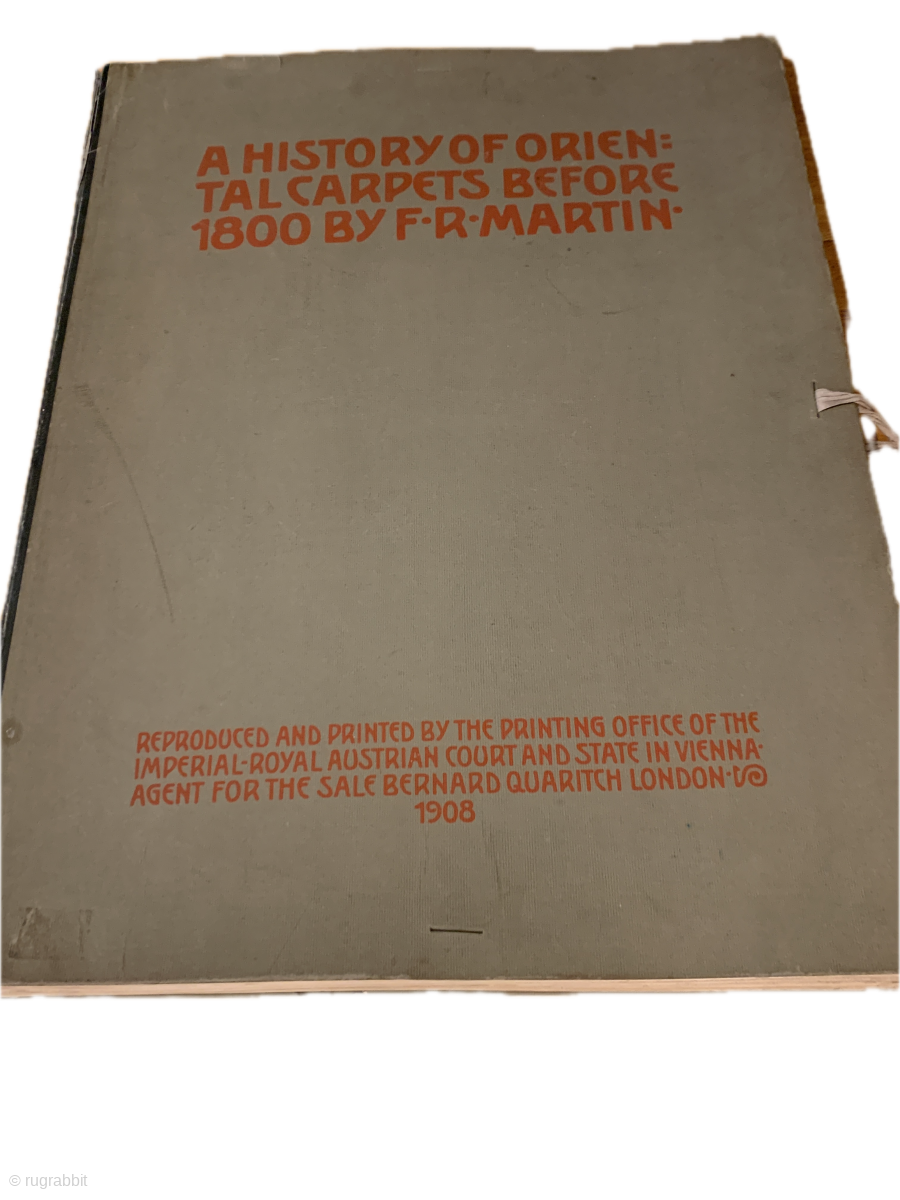 A HISTORY OF ORIEN=
TAL CARPETS BEFORE
1800 BY F·R·MARTIN·
REPRODUCED AND PRINTED BY THE PRINTING OFFICE OF THE
IMPERIAL-ROYAL AUSTRIAN COURT AND STATE IN VIENNA·
AGENT FOR THE SALE BERNARD QUARITCH LONDON·
1908
© rugrabbit